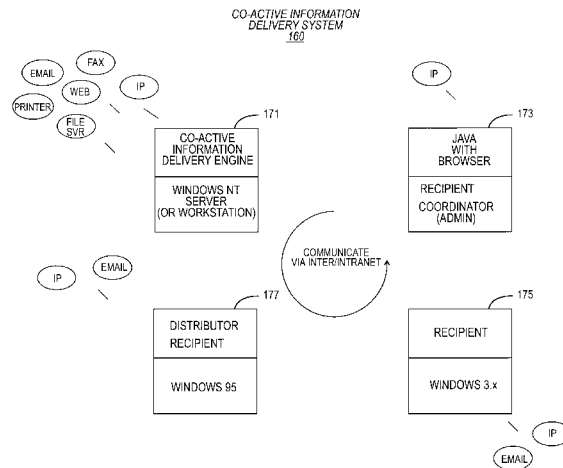 CO-ACTIVE INFORMATION
DELIVERY SYSTEM
160
EMAIL
FAX
WEB
IP
PRINTER
FILE
SVR
171
CO-ACTIVE
INFORMATION
DELIVERY ENGINE
WINDOWS NT
SERVER
(OR WORKSTATION)
IP
173
JAVA
WITH
BROWSER
RECIPIENT
COORDINATOR
(ADMIN)
COMMUNICATE
VIA INTER/INTRANET
IP
EMAIL
177
DISTRIBUTOR
RECIPIENT
WINDOWS 95
175
RECIPIENT
WINDOWS 3.x
IP
EMAIL